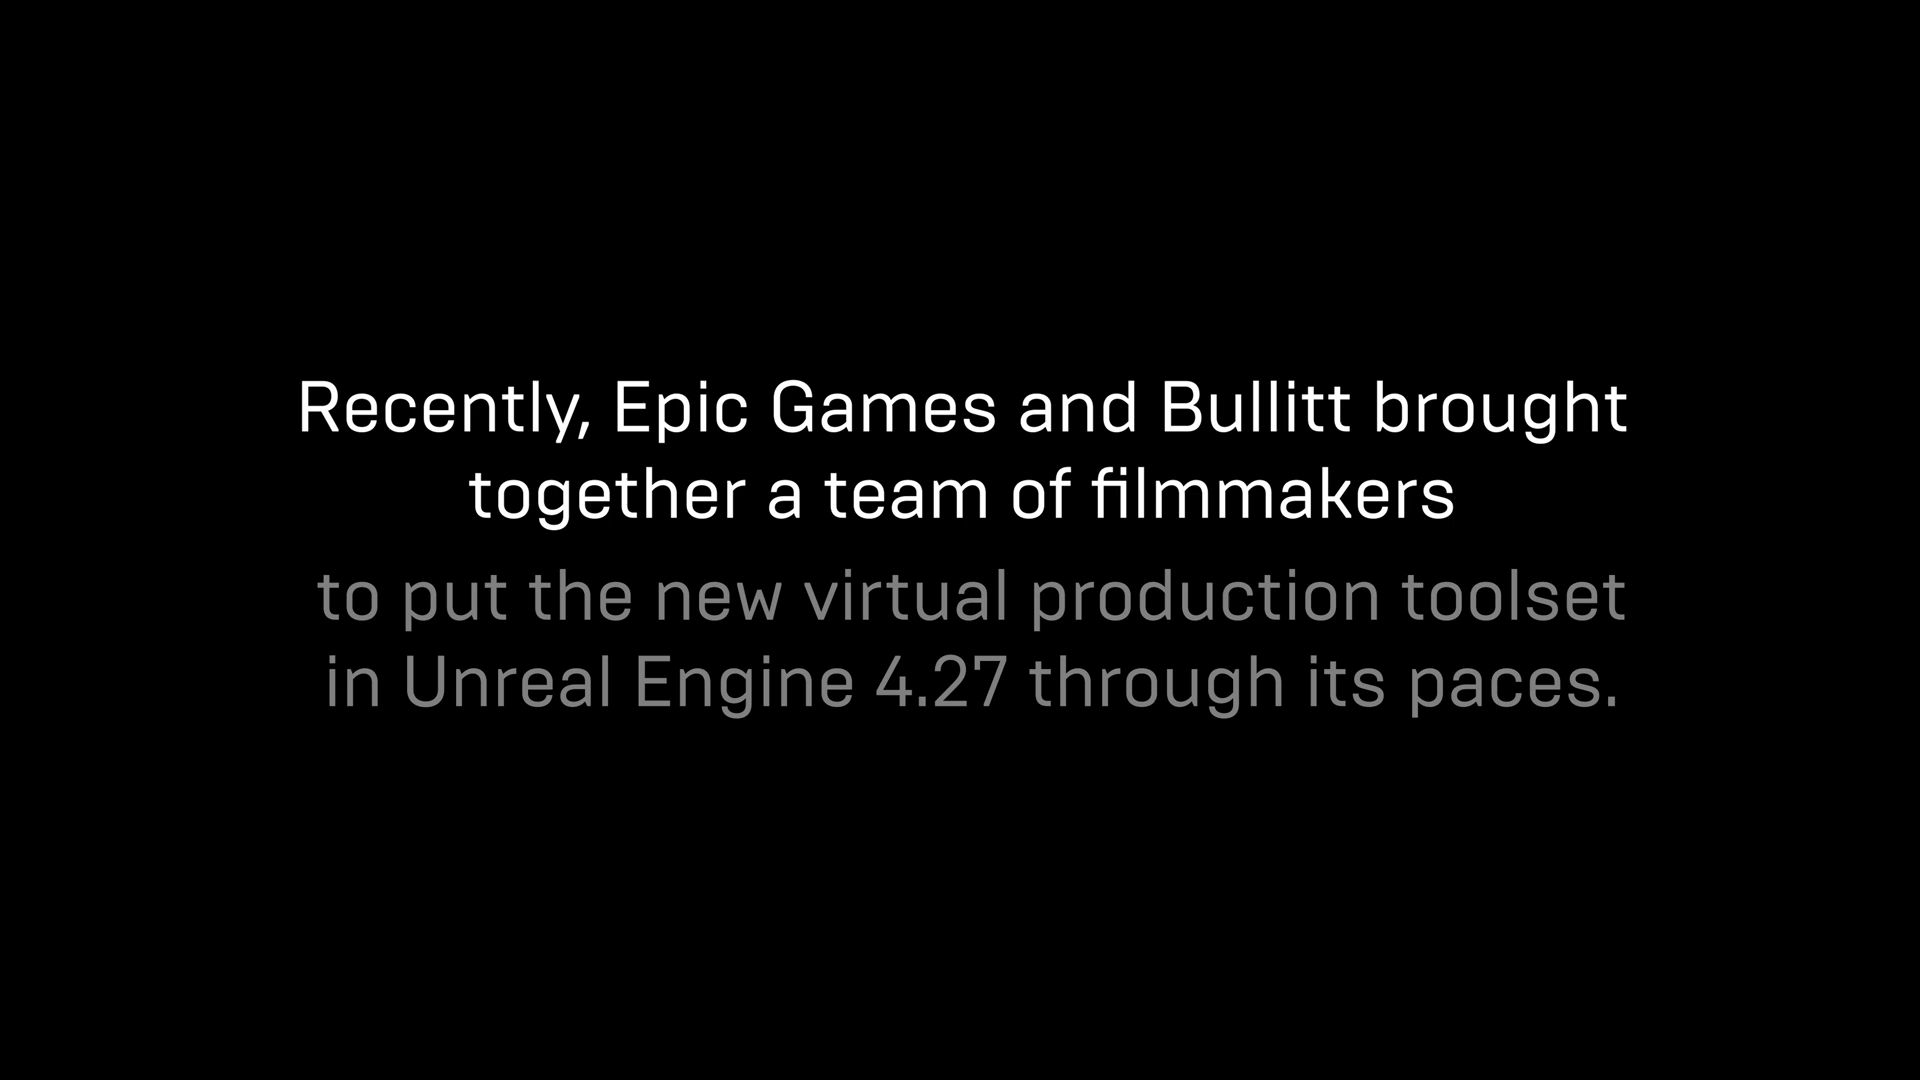 Recently, Epic Games and Bullitt brought
together a team of filmmakers
to put the new virtual production toolset
in Unreal Engine 4.27 through its paces.